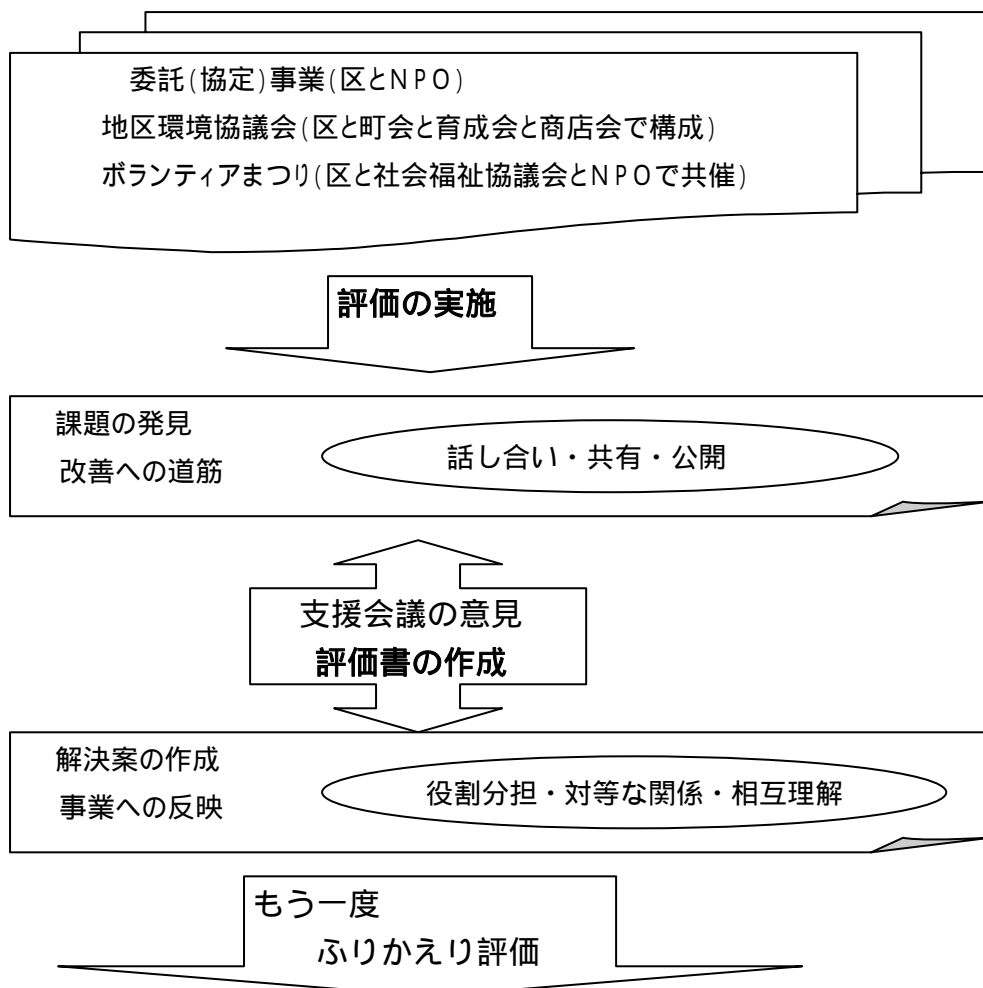 委託(協定)事業(区とNPO)
地区環境協議会(区と町会と育成会と商店会で構成)
ボランティアまつり(区と社会福祉協議会とNPOで共催)
評価の実施
課題の発見
改善への道筋
話し合い・共有・公開
支援会議の意見
評価書の作成
解決案の作成
事業への反映
役割分担・対等な関係・相互理解
もう一度
ふりかえり評価